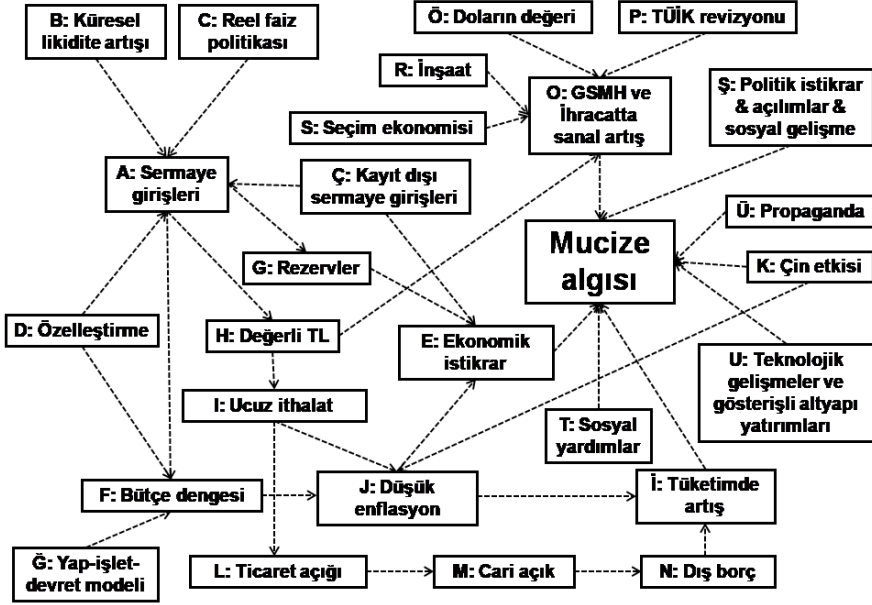 B: Küresel
likidite artışı
C: Reel faiz
politikası
Ö: Doların değeri
P: TÜİK revizyonu
R: İnşaat
O: GSMH ve
İhracatta
sanal artış
Ş: Politik istikrar
& açılımlar &
sosyal gelişme
S: Seçim ekonomisi
A: Sermaye
girişleri
Ç: Kayıt dışı
sermaye girişleri
Mucize
algısı
Ü: Propaganda
G: Rezervler
K: Çin etkisi
D: Özelleştirme
H: Değerli TL
E: Ekonomik
istikrar
U: Teknolojik
gelişmeler ve
gösterişli altyapı
yatırımları
I: Ucuz ithalat
T: Sosyal
yardımlar
F: Bütçe dengesi
J: Düşük
enflasyon
İ: Tüketimde
artış
Ğ: Yap-işlet-
devret modeli
L: Ticaret açığı
M: Cari açık
N: Dış borç